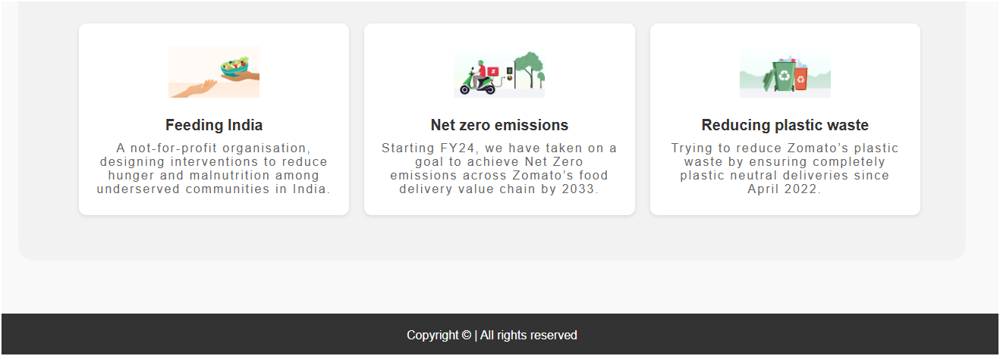 Feeding India
A not-for-profit organisation,
designing interventions to reduce
hunger and malnutrition among
underserved communities in India.
Net zero emissions
Starting FY24, we have taken on a
goal to achieve Net Zero
emissions across Zomato’s food
delivery value chain by 2033.
Reducing plastic waste
Trying to reduce Zomato’s plastic
waste by ensuring completely
plastic neutral deliveries since
April 2022.
Copyright © | All rights reserved